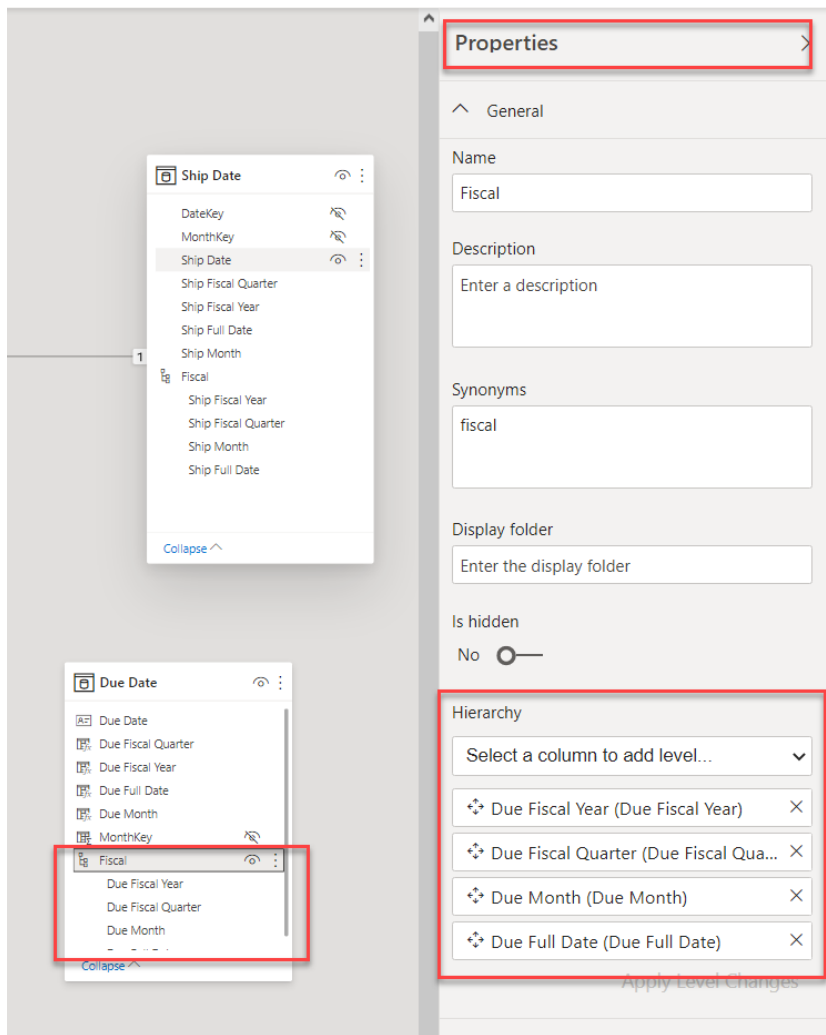 Ship Date
DateKey
MonthKey
Ship Date
Ship Fiscal Quarter
Ship Fiscal Year
Ship Full Date
Ship Month
1
Fiscal
Ship Fiscal Year
Ship Fiscal Quarter
Ship Month
Ship Full Date
Collapse
Due Date
Due Date
Due Fiscal Quarter
Due Fiscal Year
Due Full Date
Due Month
MonthKey
Fiscal
Due Fiscal Year
Due Fiscal Quarter
Due Month
Collapse
Properties
General
Name
Fiscal
Description
Enter a description
Synonyms
fiscal
Display folder
Enter the display folder
Is hidden
No
Hierarchy
Select a column to add level...
Due Fiscal Year (Due Fiscal Year)
Due Fiscal Quarter (Due Fiscal Qua...
Due Month (Due Month)
Due Full Date (Due Full Date)
Apply Level Changes